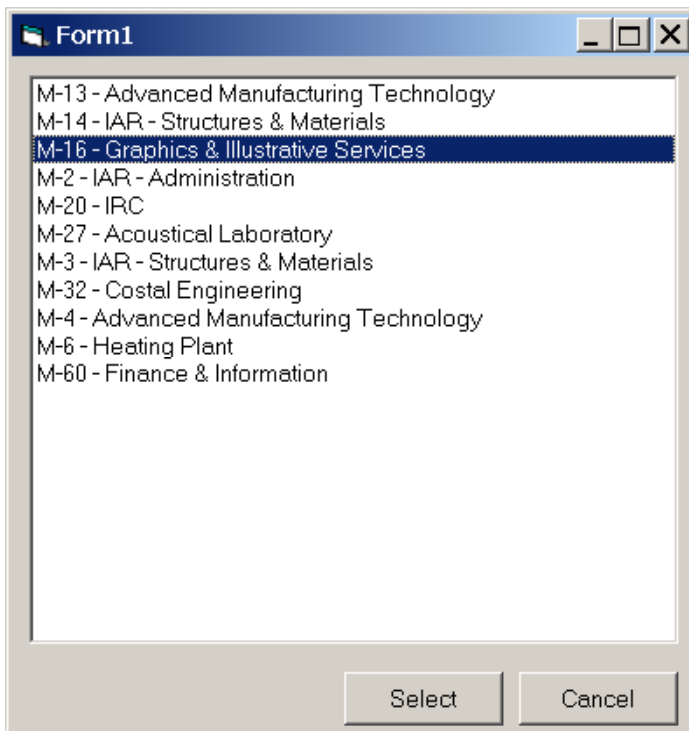 Form1
M-13 - Advanced Manufacturing Technology
M-14 - IAR - Structures & Materials
M-16 - Graphics & Illustrative Services
M-2 - IAR - Administration
M-20 - IRC
M-27 - Acoustical Laboratory
M-3 - IAR - Structures & Materials
M-32 - Costal Engineering
M-4 - Advanced Manufacturing Technology
M-6 - Heating Plant
M-60 - Finance & Information
Select Cancel